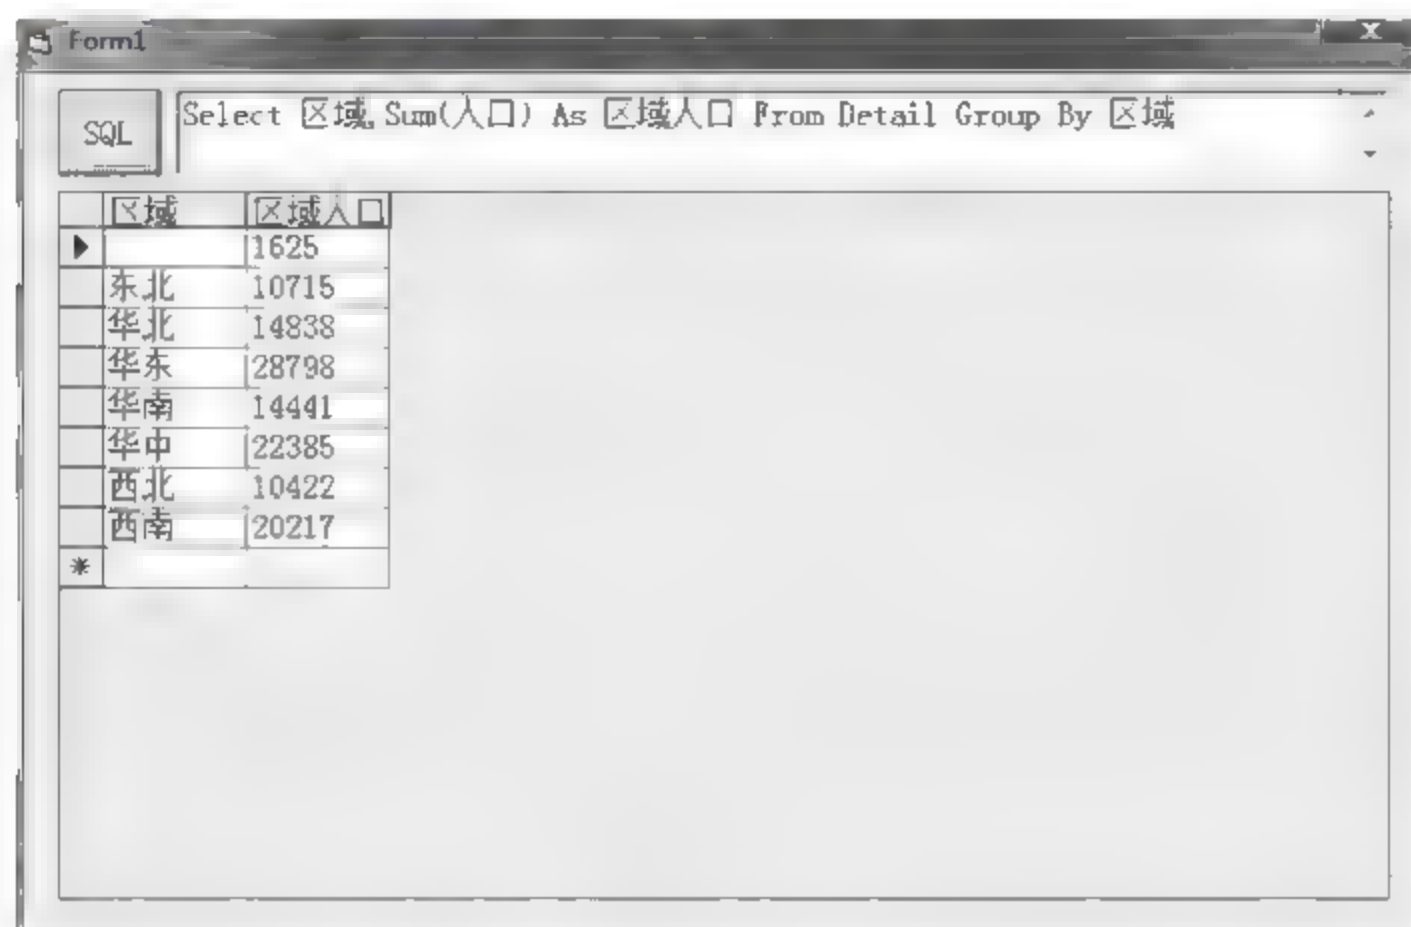 Form1
SQL
Select 区域,Sum(人口) As 区域人口 From Detail Group By 区域
区域 区域人口
1625
东北 10715
华北 14838
华东 28798
华南 14441
华中 22385
西北 10422
西南 20217